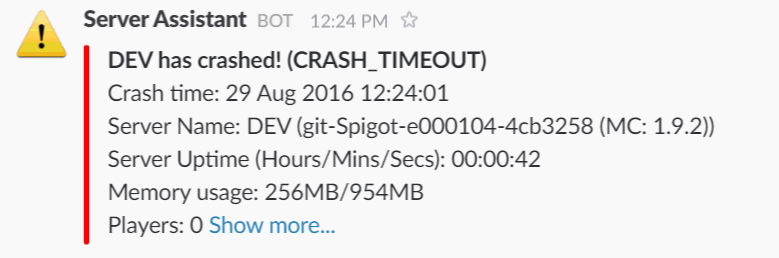 Server Assistant BOT 12:24 PM
DEV has crashed! (CRASH_TIMEOUT)
Crash time: 29 Aug 2016 12:24:01
Server Name: DEV (git-Spigot-e000104-4cb3258 (MC: 1.9.2))
Server Uptime (Hours/Mins/Secs): 00:00:42
Memory usage: 256MB/954MB
Players: 0 Show more...